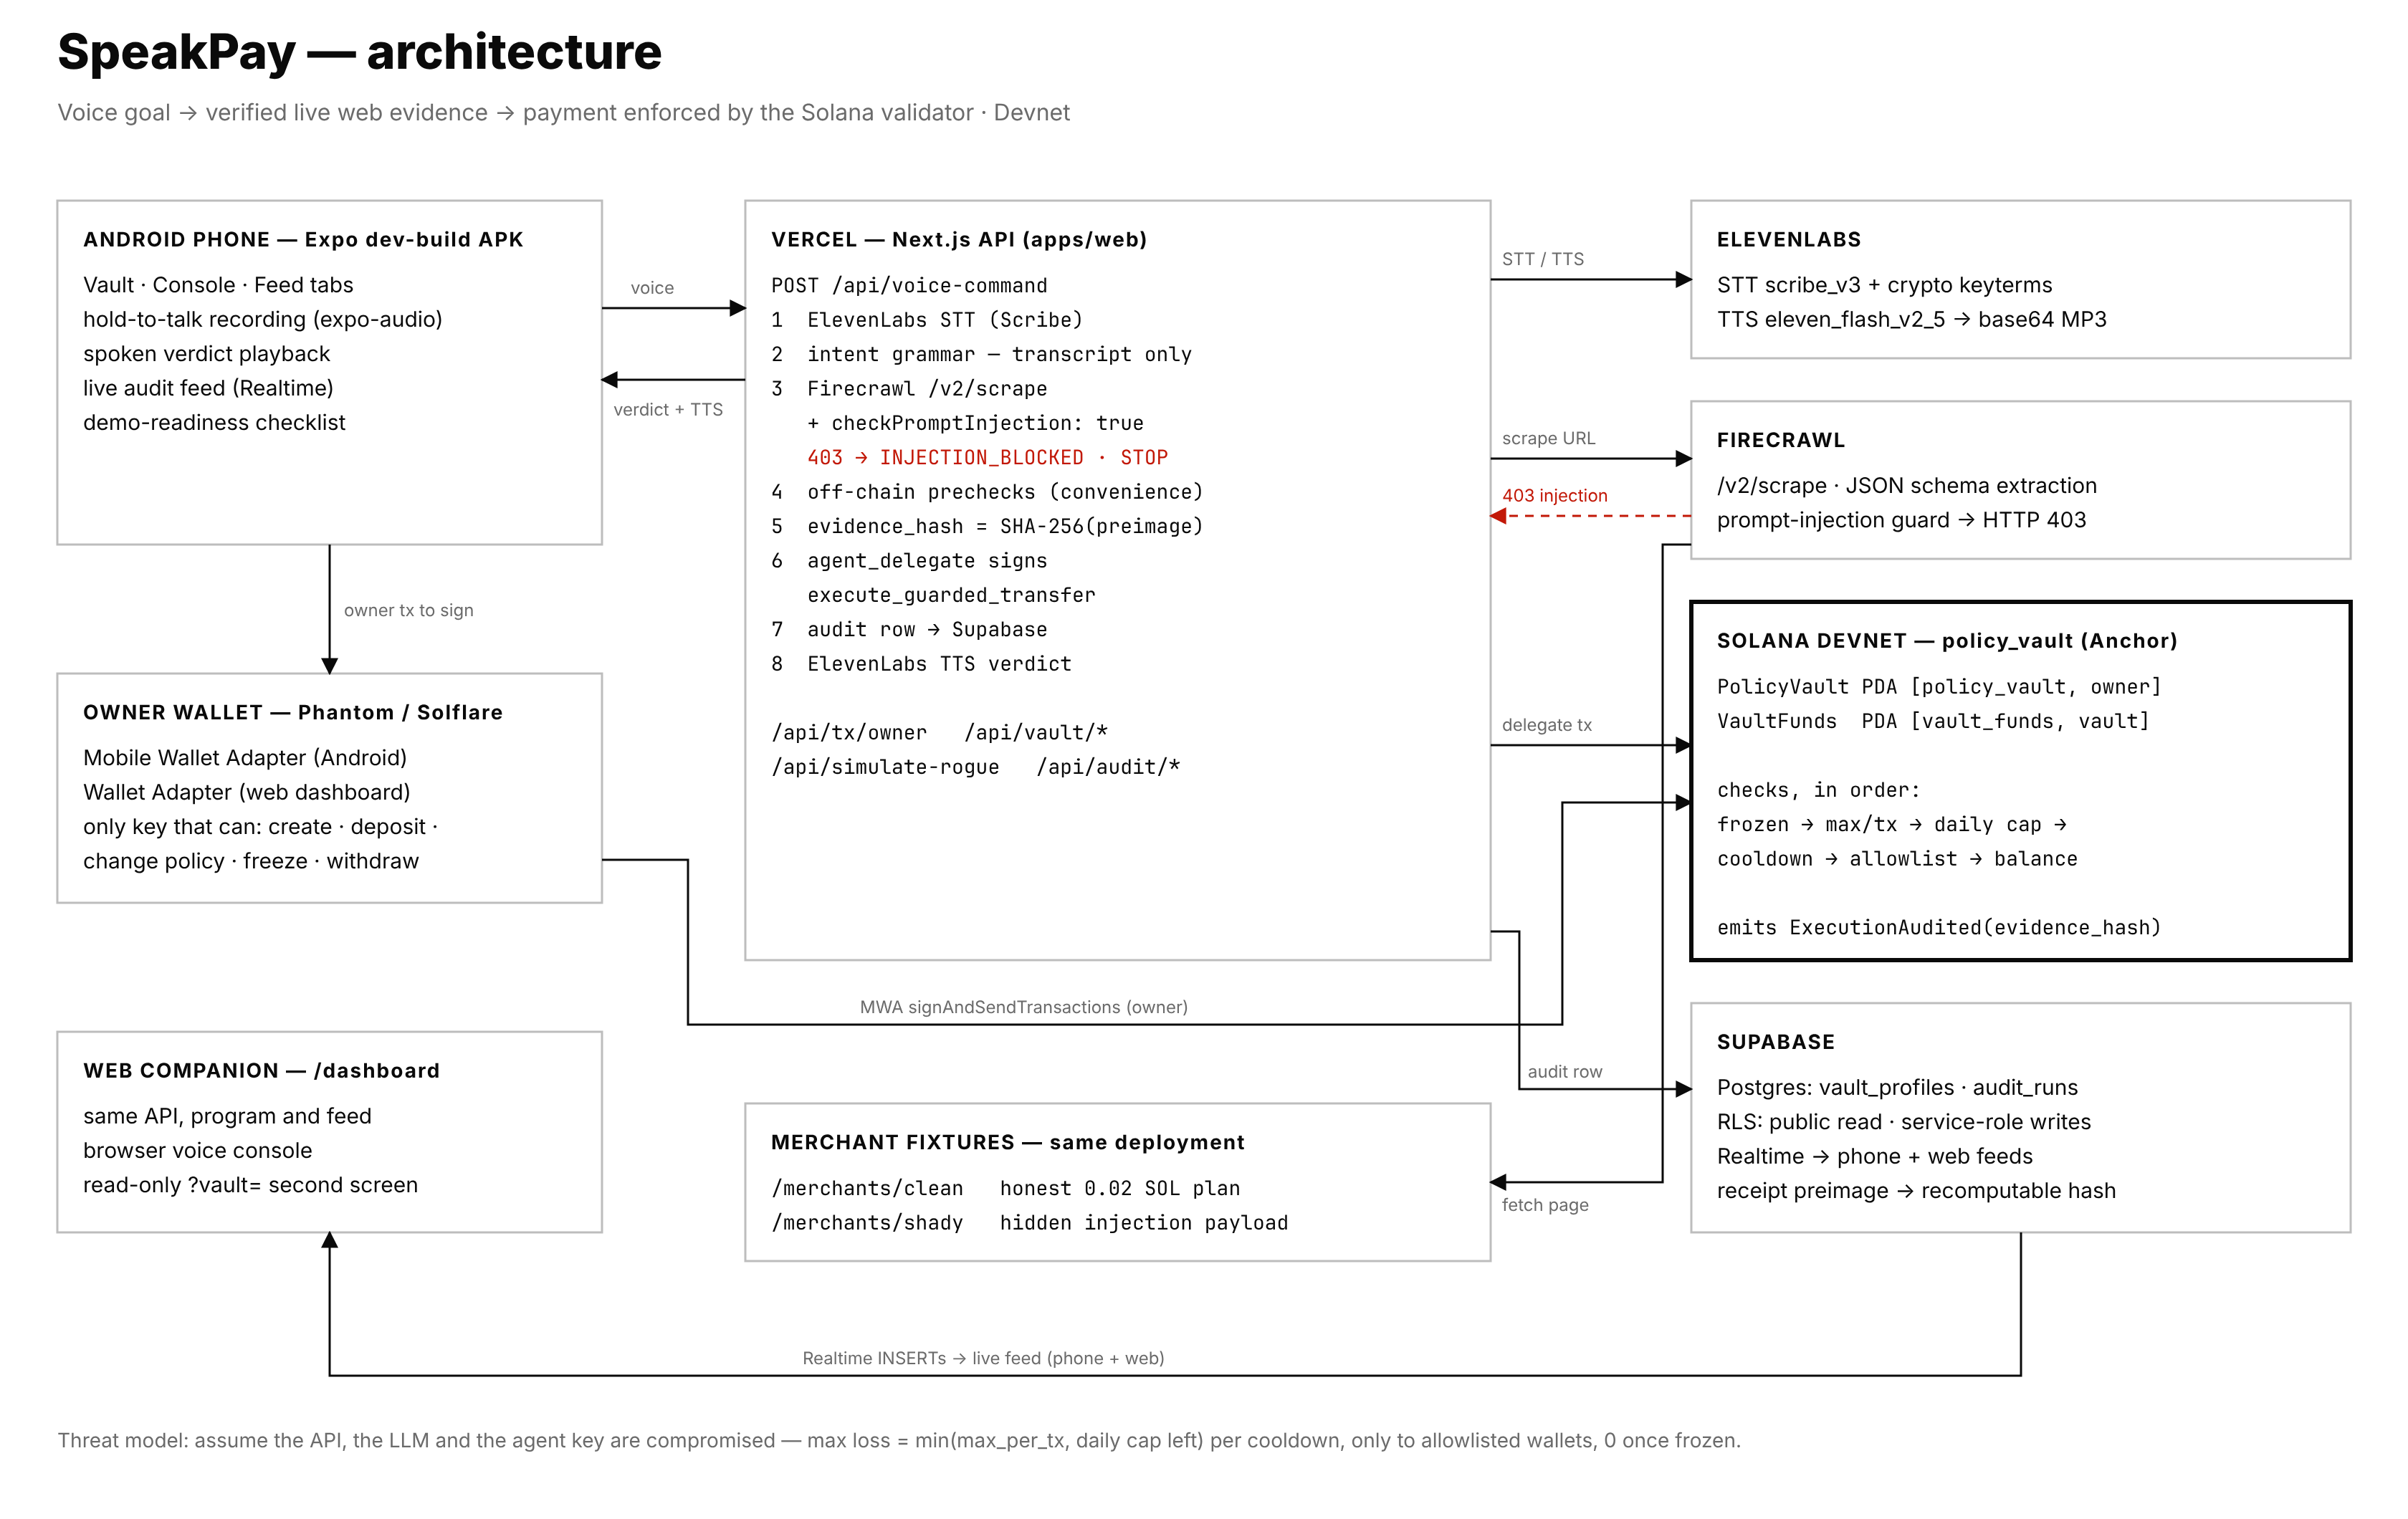 SpeakPay — architecture
Voice goal → verified live web evidence → payment enforced by the Solana validator · Devnet
ANDROID PHONE — Expo dev-build APK
Vault · Console · Feed tabs
hold-to-talk recording (expo-audio)
spoken verdict playback
live audit feed (Realtime)
demo-readiness checklist
voice
verdict + TTS
owner tx to sign
OWNER WALLET — Phantom / Solflare
Mobile Wallet Adapter (Android)
Wallet Adapter (web dashboard)
only key that can: create · deposit ·
change policy · freeze · withdraw
WEB COMPANION — /dashboard
same API, program and feed
browser voice console
read-only ?vault= second screen
VERCEL — Next.js API (apps/web)
POST /api/voice-command
1 ElevenLabs STT (Scribe)
2 intent grammar — transcript only
3 Firecrawl /v2/scrape
+ checkPromptInjection: true
403 → INJECTION_BLOCKED · STOP
4 off-chain prechecks (convenience)
5 evidence_hash = SHA-256(preimage)
6 agent_delegate signs
execute_guarded_transfer
7 audit row → Supabase
8 ElevenLabs TTS verdict
/api/tx/owner /api/vault/*
/api/simulate-rogue /api/audit/*
MWA signAndSendTransactions (owner)
MERCHANT FIXTURES — same deployment
/merchants/clean honest 0.02 SOL plan
/merchants/shady hidden injection payload
STT / TTS
scrape URL
403 injection
delegate tx
audit row
fetch page
ELEVENLABS
STT scribe_v3 + crypto keyterms
TTS eleven_flash_v2_5 → base64 MP3
FIRECRAWL
/v2/scrape · JSON schema extraction
prompt-injection guard → HTTP 403
SOLANA DEVNET — policy_vault (Anchor)
PolicyVault PDA [policy_vault, owner]
VaultFunds PDA [vault_funds, vault]
checks, in order:
frozen → max/tx → daily cap →
cooldown → allowlist → balance
emits ExecutionAudited(evidence_hash)
SUPABASE
Postgres: vault_profiles · audit_runs
RLS: public read · service-role writes
Realtime → phone + web feeds
receipt preimage → recomputable hash
Realtime INSERTs → live feed (phone + web)
Threat model: assume the API, the LLM and the agent key are compromised — max loss = min(max_per_tx, daily cap left) per cooldown, only to allowlisted wallets, 0 once frozen.